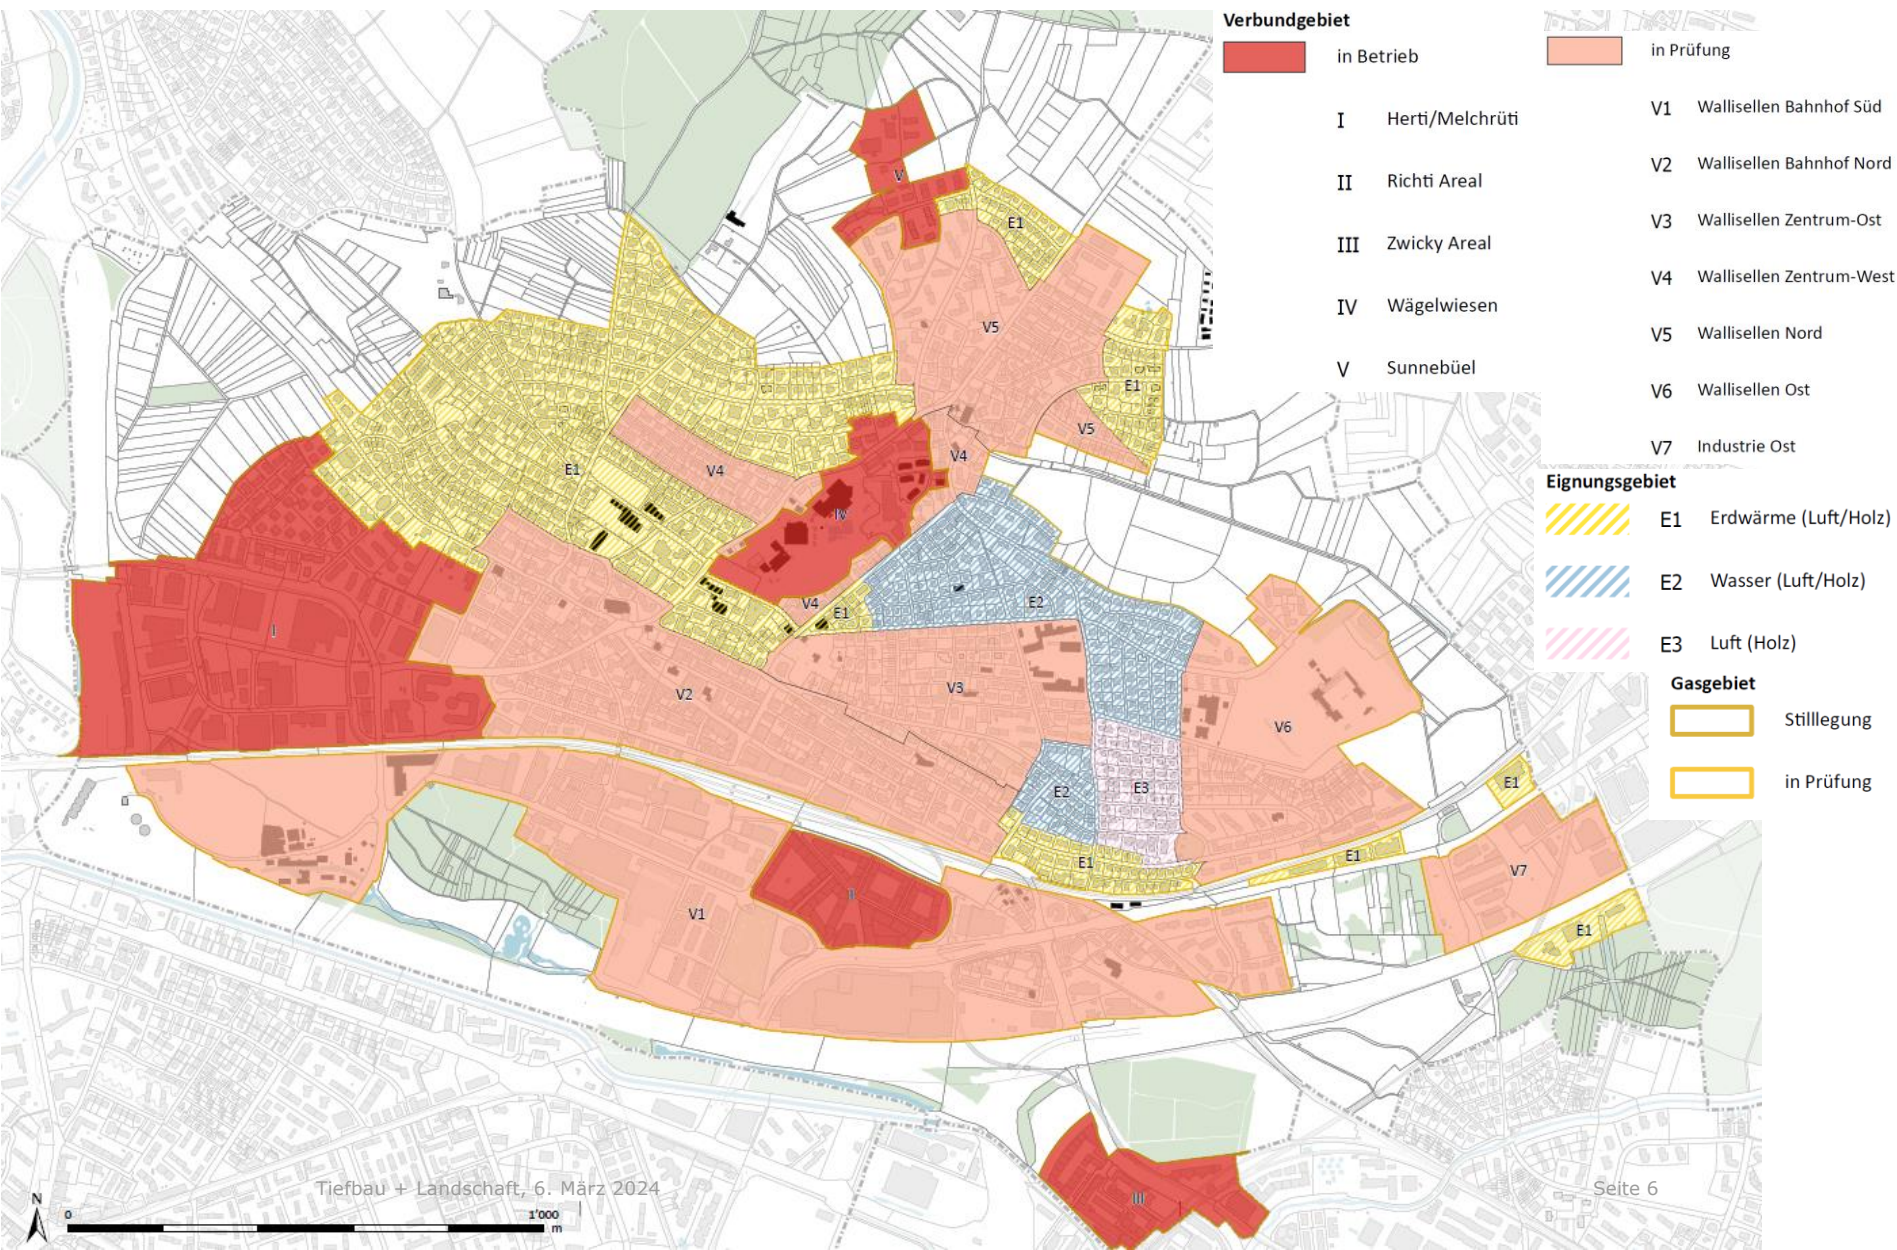 Verbundgebiet
in Betrieb
I Herti/Melchrüti
II Richti Areal
III Zwicky Areal
IV Wägelwiesen
V Sunnebüel
in Prüfung
V1 Wallisellen Bahnhof Süd
V2 Wallisellen Bahnhof Nord
V3 Wallisellen Zentrum-Ost
V4 Wallisellen Zentrum-West
V5 Wallisellen Nord
V6 Wallisellen Ost
V7 Industrie Ost
Eignungsgebiet
E1 Erdwärme (Luft/Holz)
E2 Wasser (Luft/Holz)
E3 Luft (Holz)
Gasgebiet
Stilllegung
in Prüfung
V
E1
V5
E1
V5
V4
E1
V4
IV
V4
E1
E2
I
V2
V3
V6
E2
E3
E1
E1
E1
V7
V1
II
E1
III
Tiefbau + Landschaft, 6. März 2024
Seite 6
N
0 1'000
m